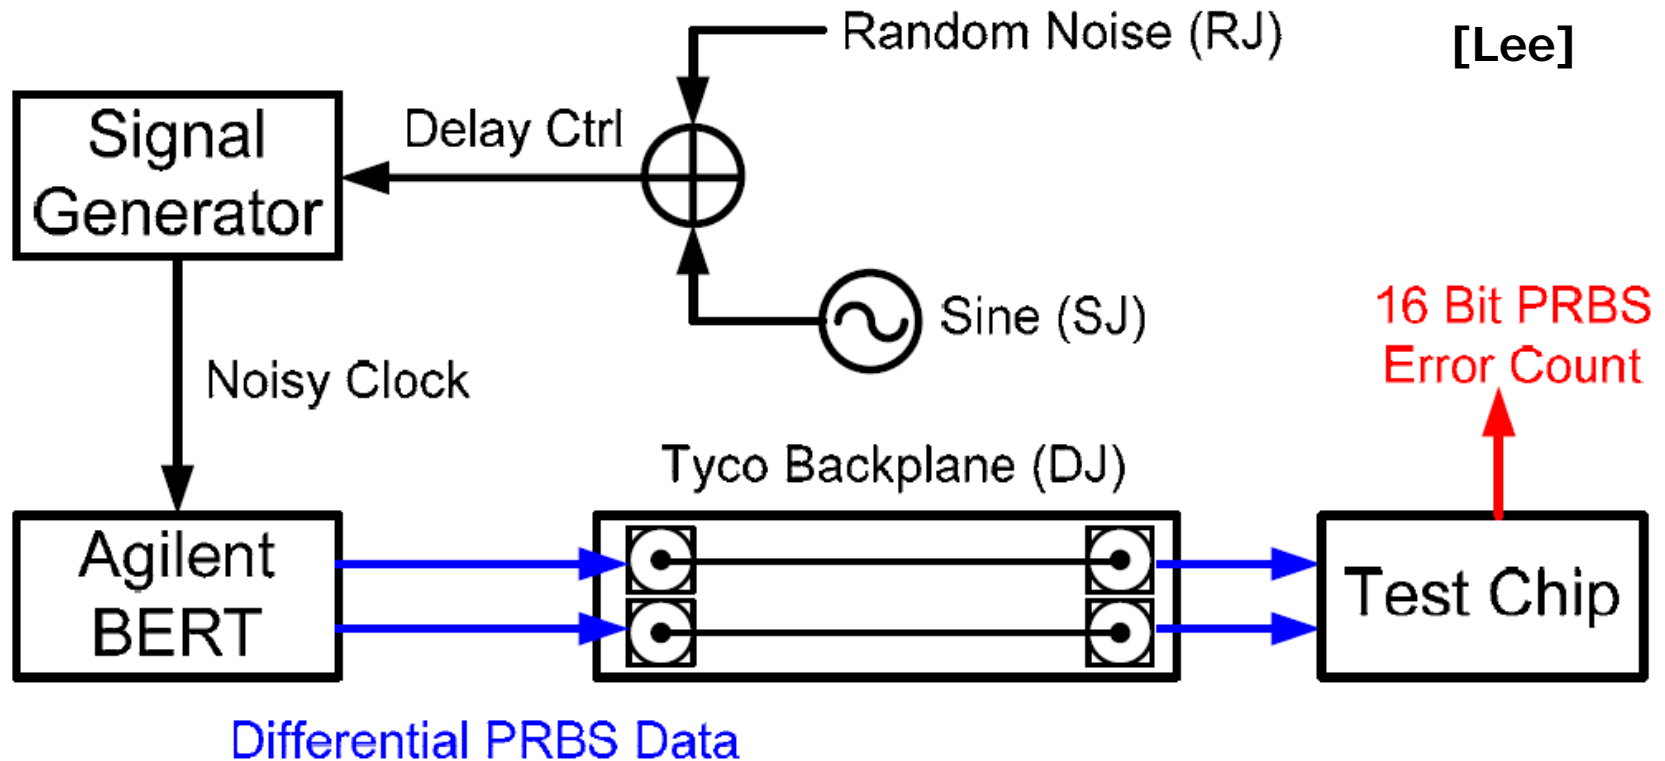 Random Noise (RJ)
[Lee]
Signal
Generator
Delay Ctrl
Sine (SJ)
16 Bit PRBS
Error Count
Noisy Clock
Tyco Backplane (DJ)
Agilent
BERT
Test Chip
Differential PRBS Data